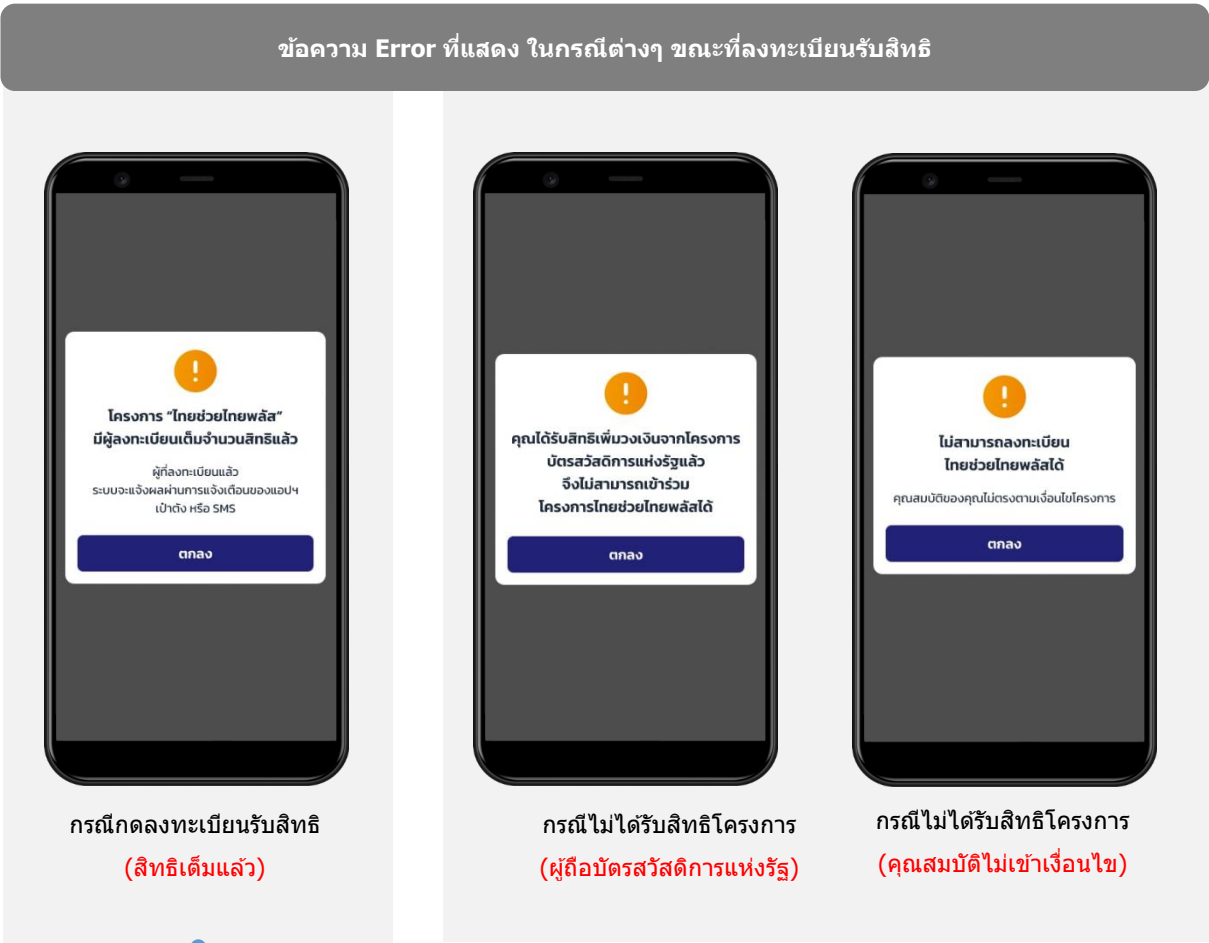 ข้อความ Error ที่แสดง ในกรณีต่างๆ ขณะที่ลงทะเบียนรับสิทธิ
โครงการ “ไทยช่วยไทยพลัส”
มีผู้ลงทะเบียนเต็มจำนวนสิทธิแล้ว
ผู้ที่ลงทะเบียนแล้ว
ระบบจะแจ้งผลผ่านการแจ้งเตือนของแอปฯ
เป๋าตัง หรือ SMS
ตกลง
กรณีกดลงทะเบียนรับสิทธิ
(สิทธิเต็มแล้ว)
คุณได้รับสิทธิเพิ่มวงเงินจากโครงการ
บัตรสวัสดิการแห่งรัฐแล้ว
จึงไม่สามารถเข้าร่วม
โครงการไทยช่วยไทยพลัสได้
ตกลง
กรณีไม่ได้รับสิทธิโครงการ
(ผู้ถือบัตรสวัสดิการแห่งรัฐ)
ไม่สามารถลงทะเบียน
ไทยช่วยไทยพลัสได้
คุณสมบัติของคุณไม่ตรงตามเงื่อนไขโครงการ
ตกลง
กรณีไม่ได้รับสิทธิโครงการ
(คุณสมบัติไม่เข้าเงื่อนไข)